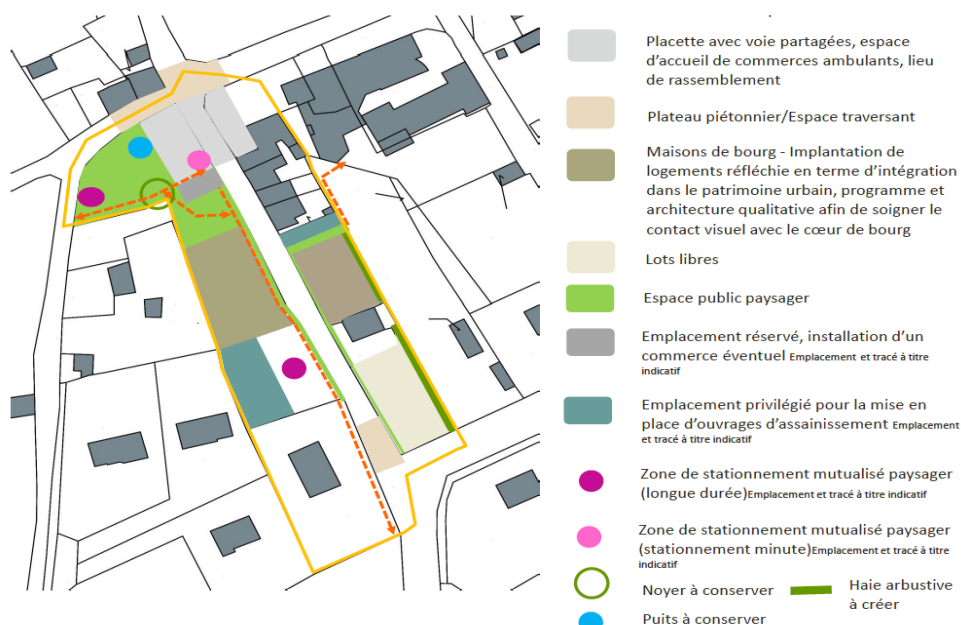 Placette avec voie partagées, espace
d'accueil de commerces ambulants, lieu
de rassemblement
Plateau piétonnier/Espace traversant
Maisons de bourg - Implantation de
logements réfléchie en terme d'intégration
dans le patrimoine urbain, programme et
architecture qualitative afin de soigner le
contact visuel avec le cœur de bourg
Lots libres
Espace public paysager
Emplacement réservé, installation d'un
commerce éventuel Emplacement et tracé à titre
indicatif
Emplacement privilégié pour la mise en
place d'ouvrages d'assainissement Emplacement
et tracé à titre indicatif
Zone de stationnement mutualisé paysager
(longue durée)Emplacement et tracé à titre indicatif
Zone de stationnement mutualisé paysager
(stationnement minute)Emplacement et tracé à titre
indicatif
Noyer à conserver
Haie arbustive
à créer
Puits à conserver